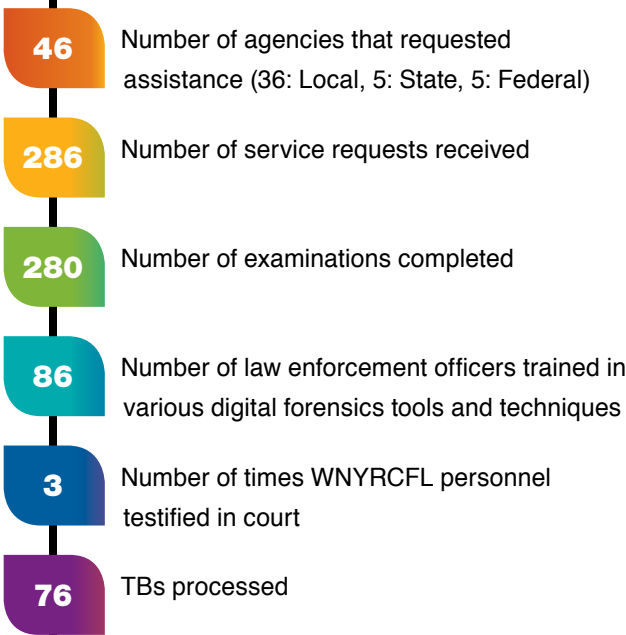 46
Number of agencies that requested
assistance (36: Local, 5: State, 5: Federal)
286
Number of service requests received
280
Number of examinations completed
86
Number of law enforcement officers trained in
various digital forensics tools and techniques
3
Number of times WNYRCFL personnel
testified in court
76
TBs processed